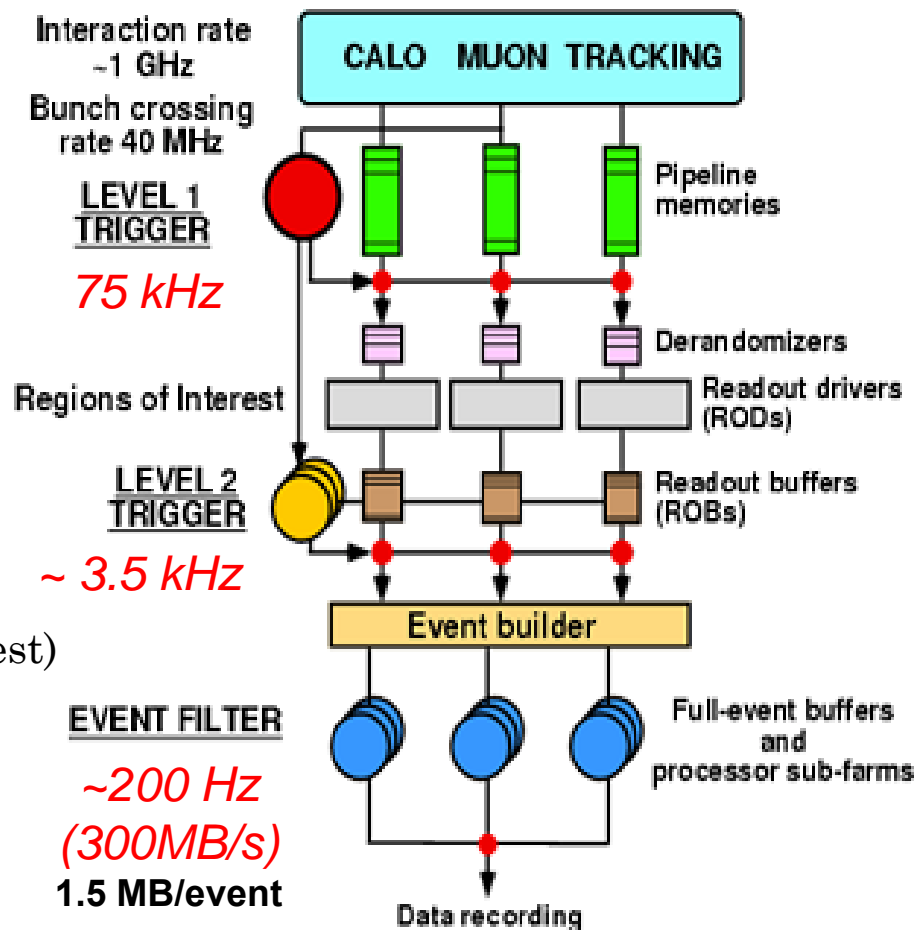 Interaction rate
~1 GHz
CALO MUON TRACKING
Bunch crossing
rate 40 MHz
LEVEL 1
TRIGGER
Pipeline
memories
75 kHz
Derandomizers
Regions of Interest
Readout drivers
(RODs)
LEVEL 2
TRIGGER
Readout buffers
(ROBs)
~ 3.5 kHz
Event builder
est)
EVENT FILTER
Full-event buffers
and
processor sub-farms
~200 Hz
(300MB/s)
1.5 MB/event
Data recording